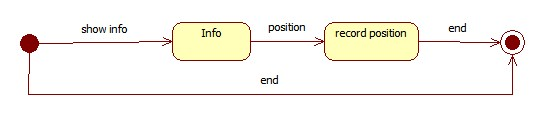 show info
Info
position
record position
end
end